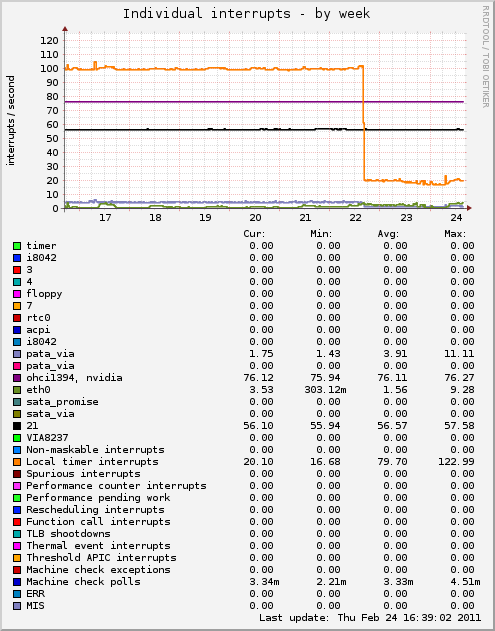 Individual interrupts - by week
RRDTOOL / TOBI OETIKER
interrupts / second
120
110
100
90
80
70
60
50
40
30
20
10
0
17 18 19 20 21 22 23 24
Cur: Min: Avg: Max:
timer 0.00 0.00 0.00 0.00
i8042 0.00 0.00 0.00 0.00
3 0.00 0.00 0.00 0.00
4 0.00 0.00 0.00 0.00
floppy 0.00 0.00 0.00 0.00
7 0.00 0.00 0.00 0.00
rtc0 0.00 0.00 0.00 0.00
acpi 0.00 0.00 0.00 0.00
i8042 0.00 0.00 0.00 0.00
pata_via 1.75 1.43 3.91 11.11
pata_via 0.00 0.00 0.00 0.00
ohci1394, nvidia 76.12 75.94 76.11 76.27
eth0 3.53 303.12m 1.56 9.28
sata_promise 0.00 0.00 0.00 0.00
sata_via 0.00 0.00 0.00 0.00
21 56.10 55.94 56.57 57.58
VIA8237 0.00 0.00 0.00 0.00
Non-maskable interrupts 0.00 0.00 0.00 0.00
Local timer interrupts 20.10 16.68 79.70 122.99
Spurious interrupts 0.00 0.00 0.00 0.00
Performance counter interrupts 0.00 0.00 0.00 0.00
Performance pending work 0.00 0.00 0.00 0.00
Rescheduling interrupts 0.00 0.00 0.00 0.00
Function call interrupts 0.00 0.00 0.00 0.00
TLB shootdowns 0.00 0.00 0.00 0.00
Thermal event interrupts 0.00 0.00 0.00 0.00
Threshold APIC interrupts 0.00 0.00 0.00 0.00
Machine check exceptions 0.00 0.00 0.00 0.00
Machine check polls 3.34m 2.21m 3.33m 4.51m
ERR 0.00 0.00 0.00 0.00
MIS 0.00 0.00 0.00 0.00
Last update: Thu Feb 24 16:39:02 2011